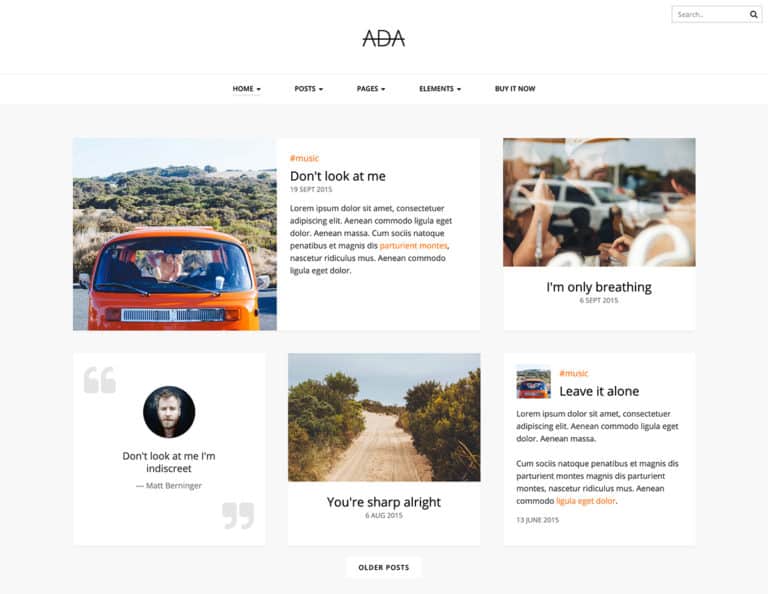 Search..
ADA
HOME
POSTS
PAGES
ELEMENTS
BUY IT NOW
#music
Don't look at me
19 SEPT 2015
Lorem ipsum dolor sit amet, consectetuer
adipiscing elit. Aenean commodo ligula eget
dolor. Aenean massa. Cum sociis natoque
penatibus et magnis dis parturient montes,
nascetur ridiculus mus. Aenean commodo
ligula eget dolor.
I'm only breathing
6 SEPT 2015
Don't look at me I'm
indiscreet
— Matt Berninger
You're sharp alright
6 AUG 2015
#music
Leave it alone
Lorem ipsum dolor sit amet, consectetuer
adipiscing elit. Aenean commodo ligula eget
dolor. Aenean massa.
Cum sociis natoque penatibus et magnis dis
parturient montes magnis dis parturient
montes, nascetur ridiculus mus. Aenean
commodo ligula eget dolor.
13 JUNE 2015
OLDER POSTS